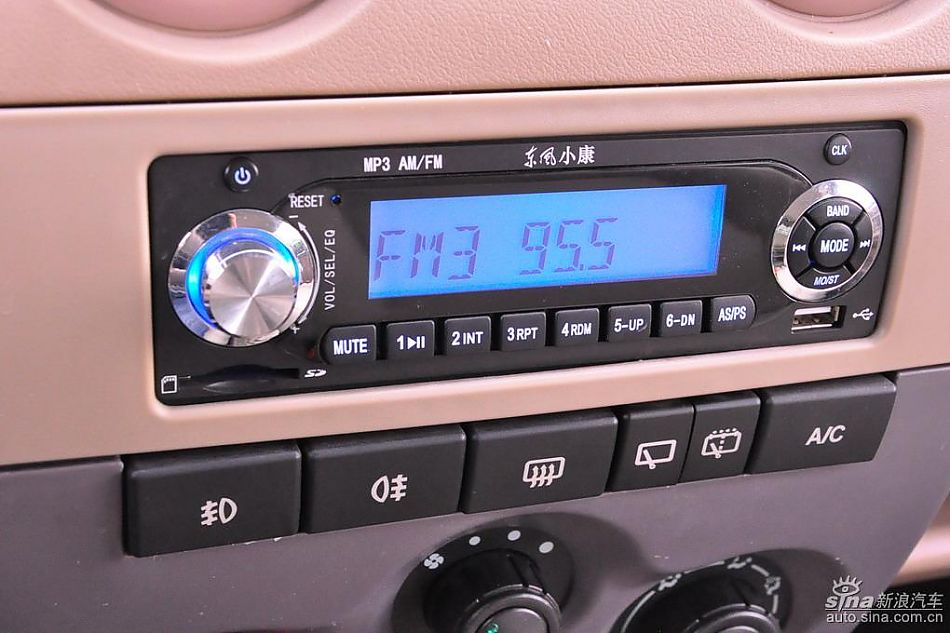 MP3 AM/FM
东风小康
CLK
RESET
VOL/SEL/EQ
FM3 95.5
BAND
MODE
MO/ST
MUTE
1
2 INT
3 RPT
4 RDM
5-UP
6-DN
AS/PS
SD
A/C
sina新浪汽车
auto.sina.com.cn